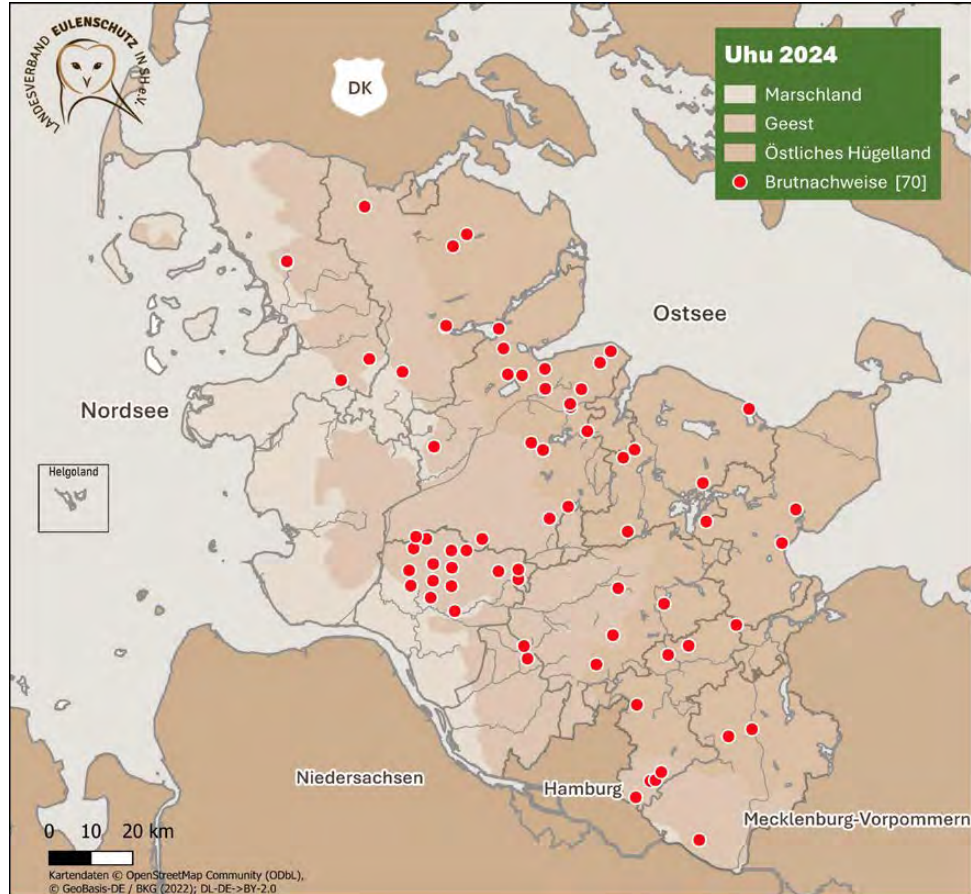 LANDESVERBAND EULENSCHUTZ IN SH e.V.
DK
Uhu 2024
Marschland
Geest
Östliches Hügelland
Brutnachweise [70]
Ostsee
Nordsee
Helgoland
Niedersachsen
Hamburg
Mecklenburg-Vorpommern
0 10 20 km
Kartendaten © OpenStreetMap Community (ODbL),
© GeoBasis-DE / BKG (2022); DL-DE->BY-2.0